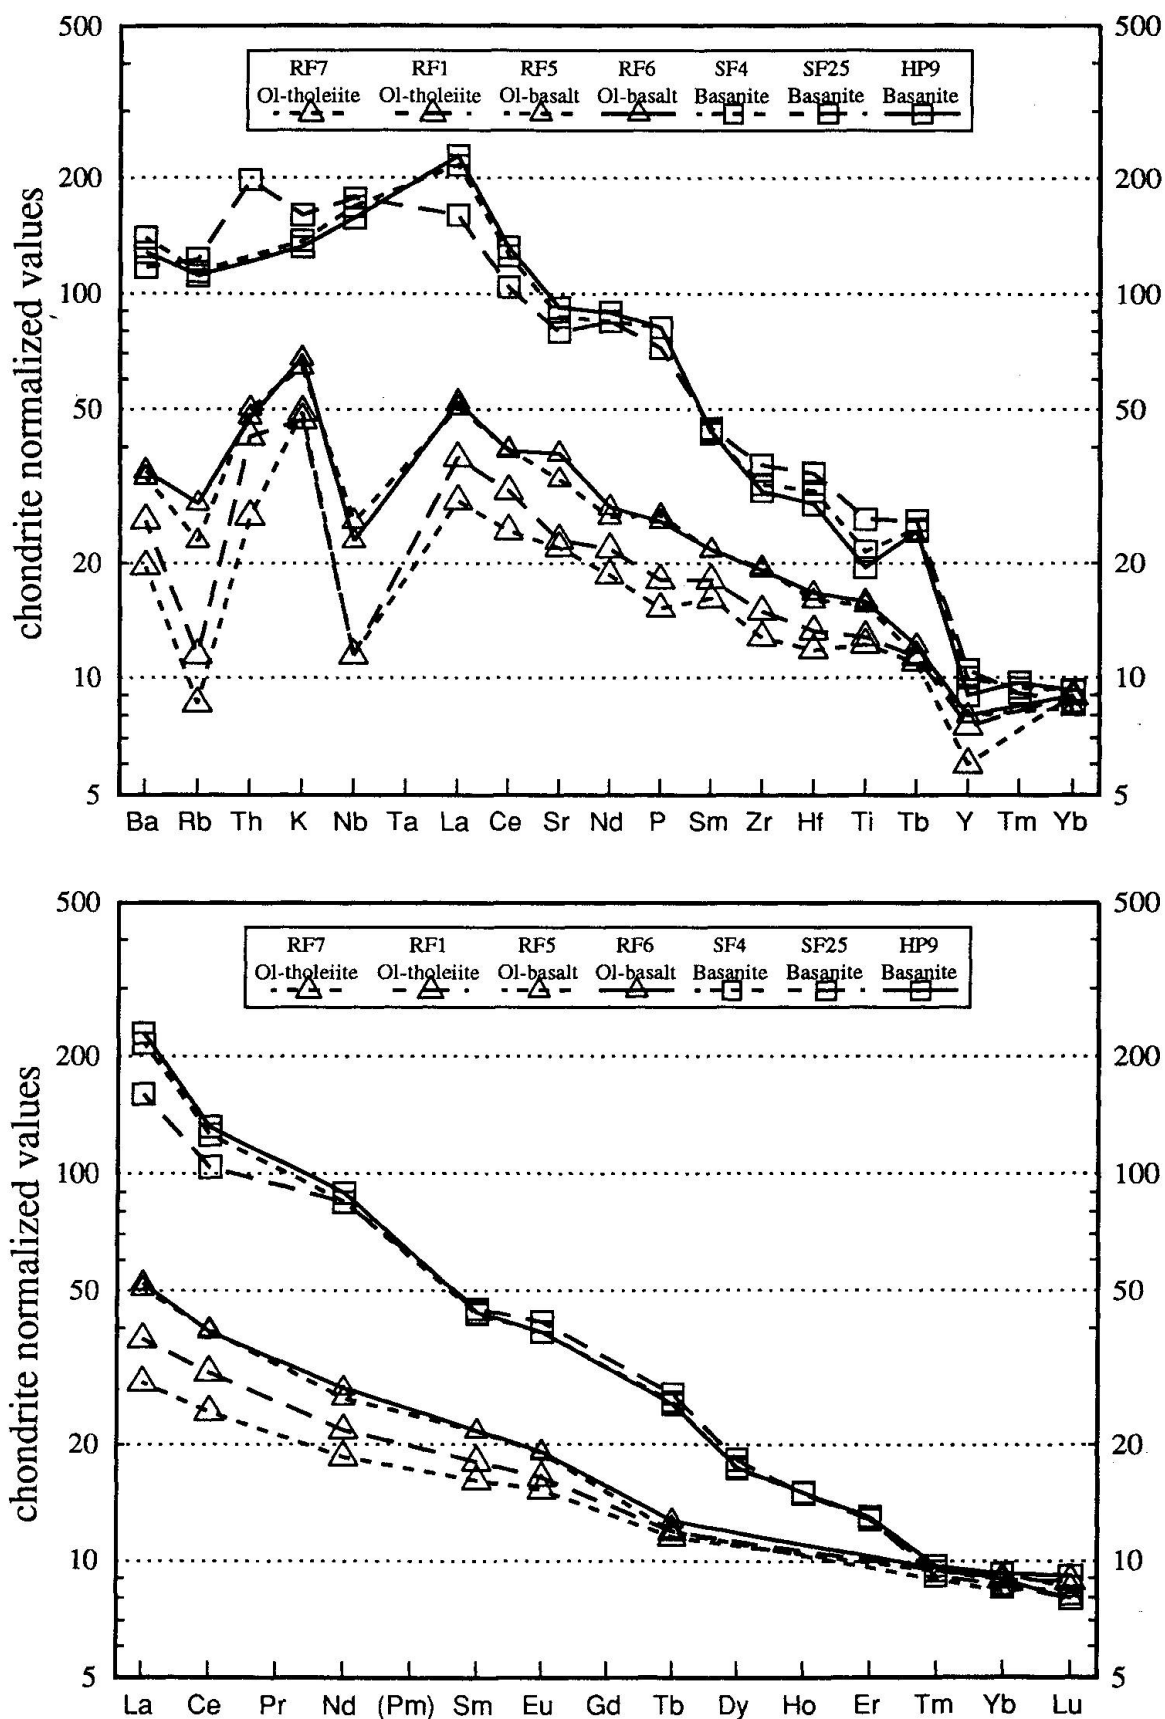 500 500
RF7 RF1 RF5 RF6 SF4 SF25 HP9
Ol-tholeiite Ol-tholeiite Ol-basalt Ol-basalt Basanite Basanite Basanite
200 200
100 100
50 50
20 20
10 10
5 5
chondrite normalized values
Ba Rb Th K Nb Ta La Ce Sr Nd P Sm Zr Hf Ti Tb Y Tm Yb
500 500
RF7 RF1 RF5 RF6 SF4 SF25 HP9
Ol-tholeiite Ol-tholeiite Ol-basalt Ol-basalt Basanite Basanite Basanite
200 200
100 100
50 50
20 20
10 10
5 5
chondrite normalized values
La Ce Pr Nd (Pm) Sm Eu Gd Tb Dy Ho Er Tm Yb Lu